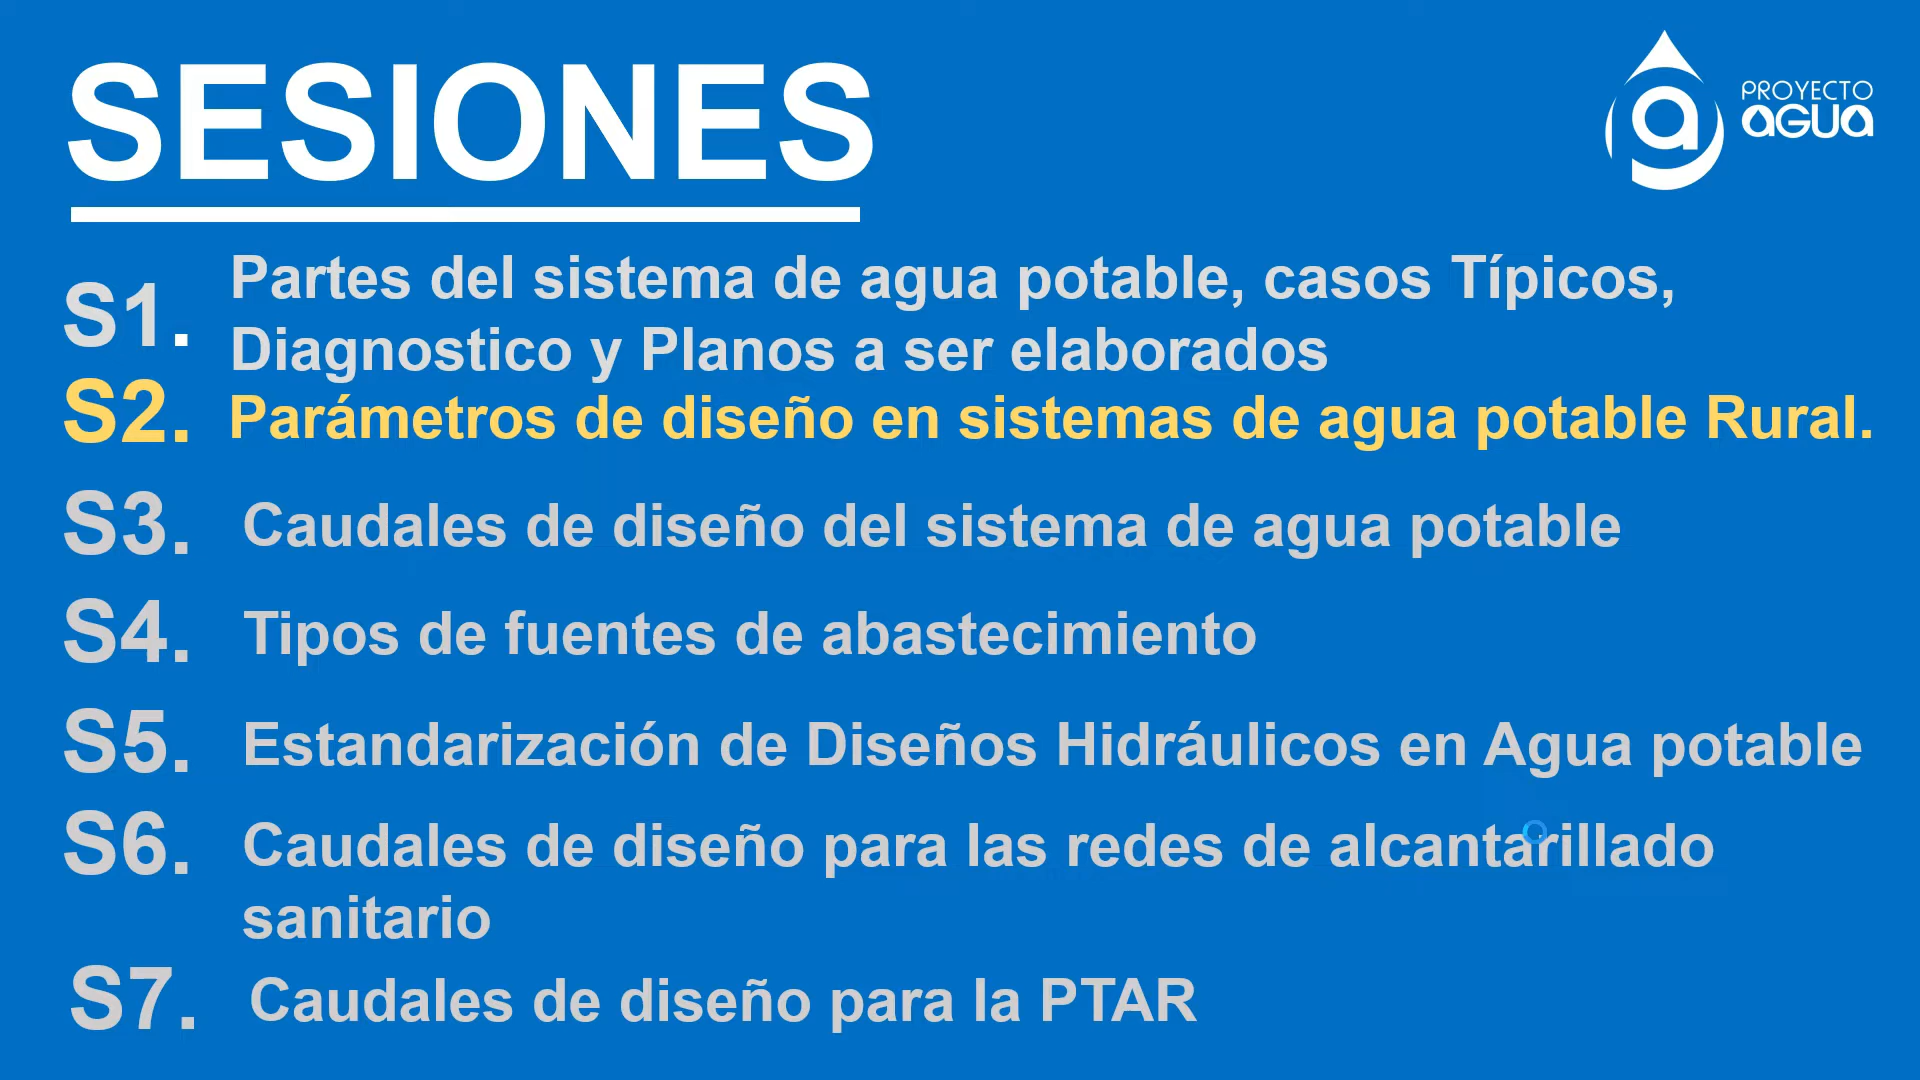 SESIONES
PROYECTO
aGUa
S1. Partes del sistema de agua potable, casos Típicos,
Diagnostico y Planos a ser elaborados
S2. Parámetros de diseño en sistemas de agua potable Rural.
S3. Caudales de diseño del sistema de agua potable
S4. Tipos de fuentes de abastecimiento
S5. Estandarización de Diseños Hidráulicos en Agua potable
S6. Caudales de diseño para las redes de alcantarillado
sanitario
S7. Caudales de diseño para la PTAR